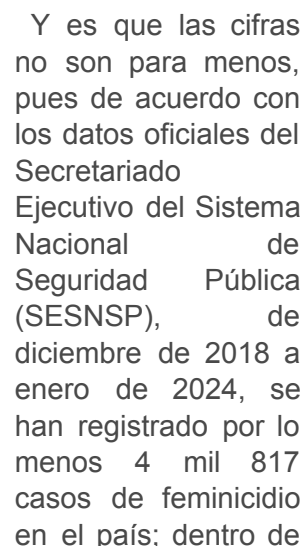 Y es que las cifras
no son para menos,
pues de acuerdo con
los datos oficiales del
Secretariado
Ejecutivo del Sistema
Nacional de
Seguridad Pública
(SESNSP), de
diciembre de 2018 a
enero de 2024, se
han registrado por lo
menos 4 mil 817
casos de feminicidio
en el país; dentro de